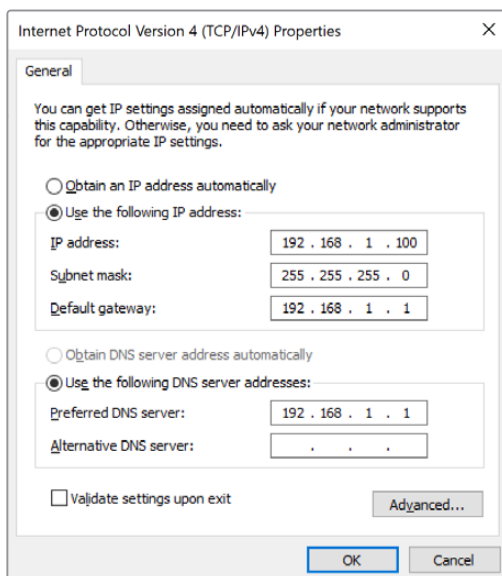 Internet Protocol Version 4 (TCP/IPv4) Properties
General
You can get IP settings assigned automatically if your network supports
this capability. Otherwise, you need to ask your network administrator
for the appropriate IP settings.
Obtain an IP address automatically
Use the following IP address:
IP address: 192 . 168 . 1 . 100
Subnet mask: 255 . 255 . 255 . 0
Default gateway: 192 . 168 . 1 . 1
Obtain DNS server address automatically
Use the following DNS server addresses:
Preferred DNS server: 192 . 168 . 1 . 1
Alternative DNS server: . . .
Validate settings upon exit
Advanced...
OK Cancel